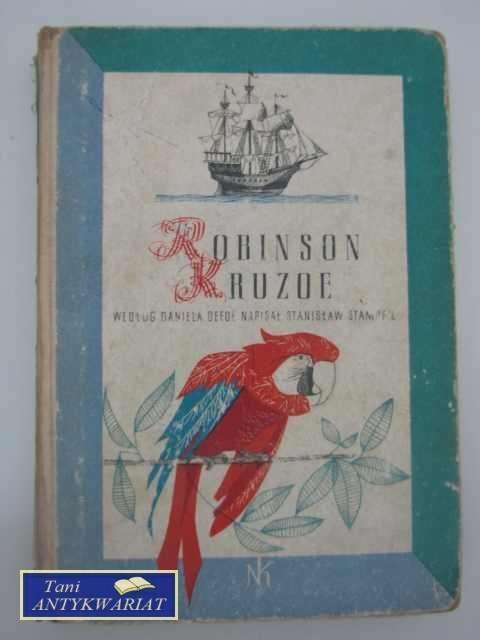 ROBINSON
KRUZOE
WEDŁUG DANIELA DEFOE NAPISAŁ STANISŁAW STAMPF'L
NK
Tani
ANTYKWARIAT